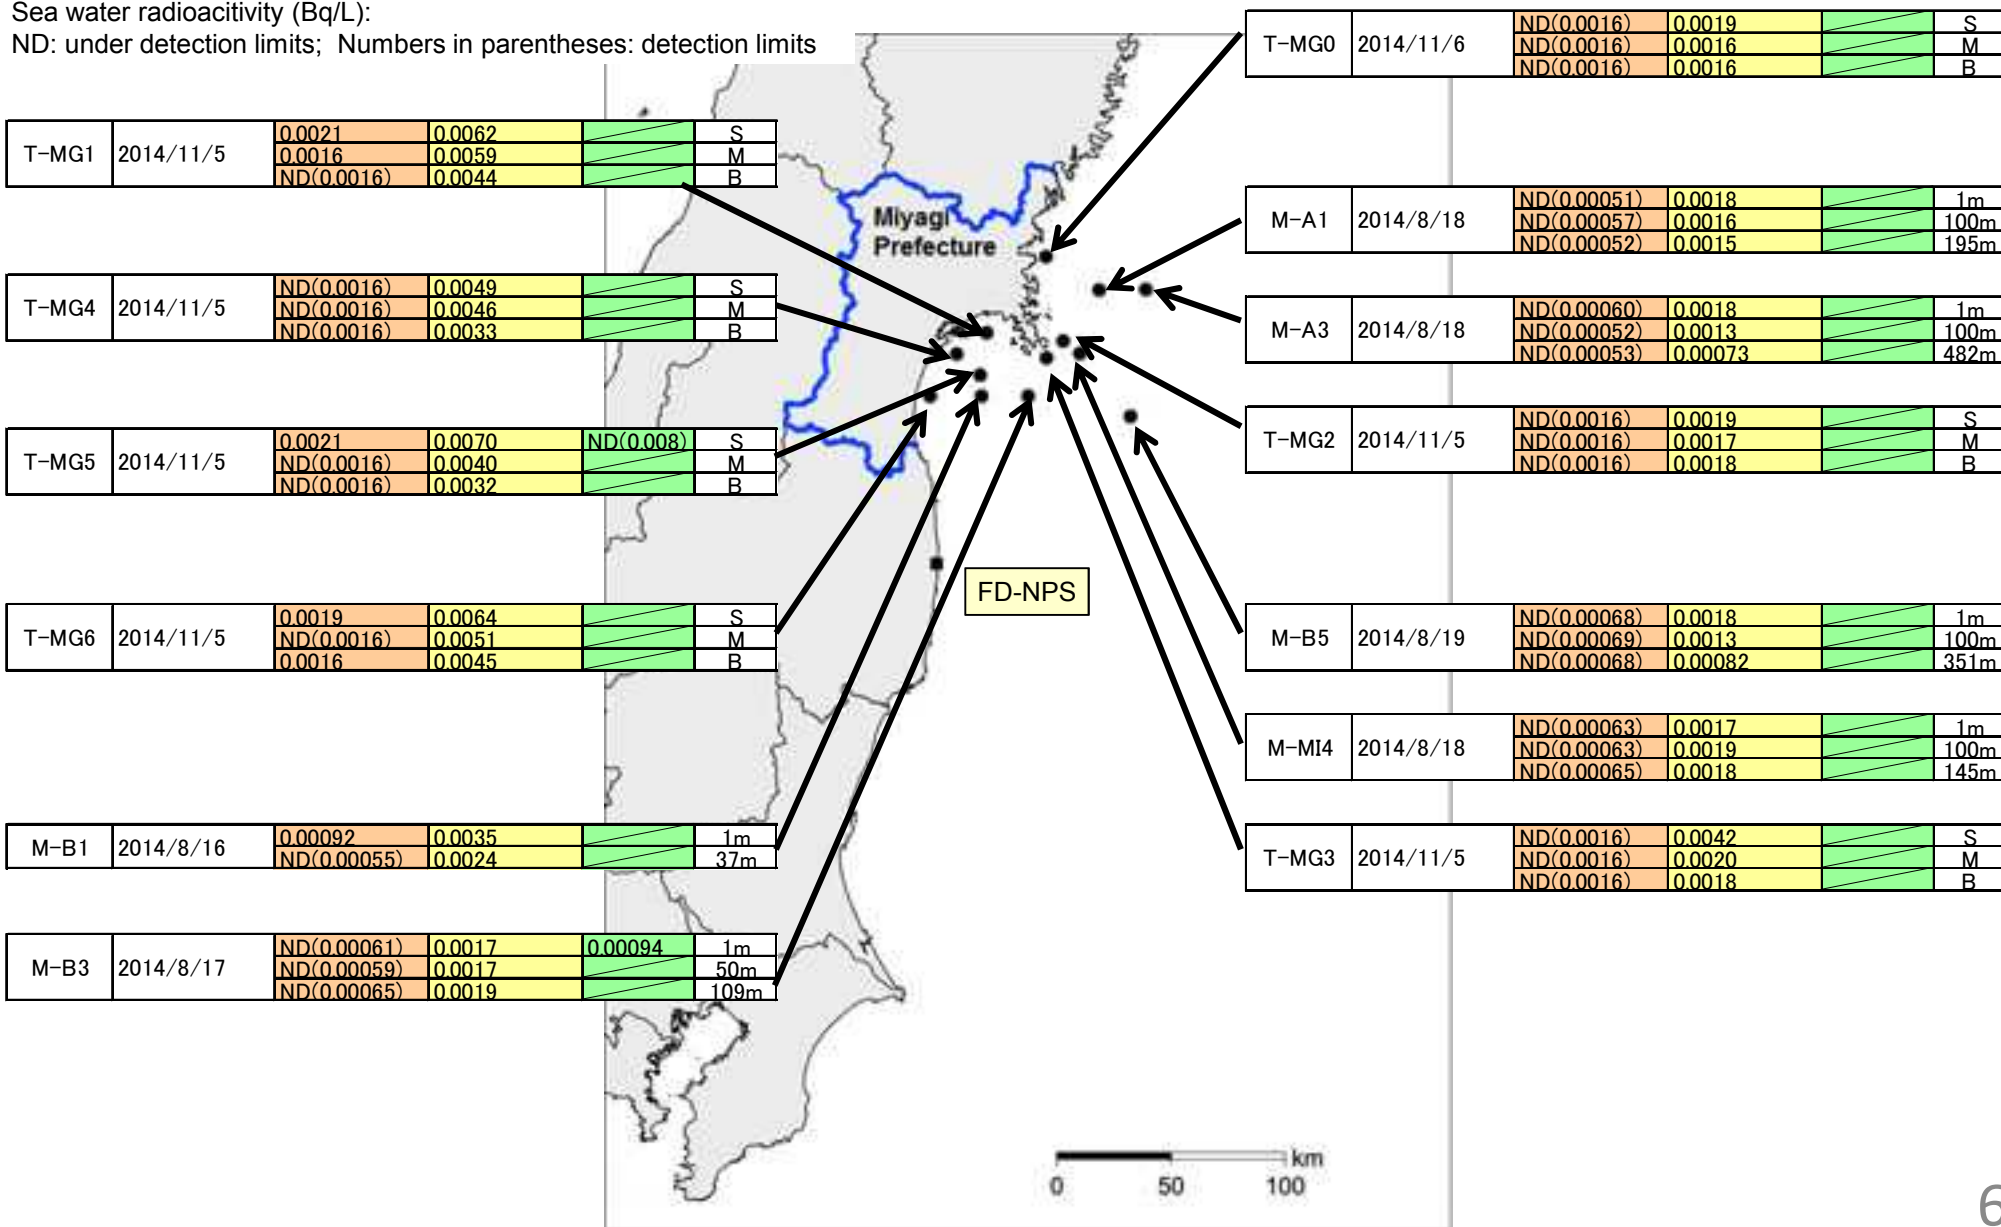 Sea water radioacitivity (Bq/L):
ND: under detection limits; Numbers in parentheses: detection limits
T-MG0 2014/11/6
ND(0.0016) 0.0019 S
ND(0.0016) 0.0016 M
ND(0.0016) 0.0016 B
T-MG1 2014/11/5
0.0021 0.0062 S
0.0016 0.0059 M
ND(0.0016) 0.0044 B
M-A1 2014/8/18
ND(0.00051) 0.0018 1m
ND(0.00057) 0.0016 100m
ND(0.00052) 0.0015 195m
Miyagi
Prefecture
T-MG4 2014/11/5
ND(0.0016) 0.0049 S
ND(0.0016) 0.0046 M
ND(0.0016) 0.0033 B
M-A3 2014/8/18
ND(0.00060) 0.0018 1m
ND(0.00052) 0.0013 100m
ND(0.00053) 0.00073 482m
T-MG2 2014/11/5
ND(0.0016) 0.0019 S
ND(0.0016) 0.0017 M
ND(0.0016) 0.0018 B
T-MG5 2014/11/5
0.0021 0.0070 ND(0.008) S
ND(0.0016) 0.0040 M
ND(0.0016) 0.0032 B
FD-NPS
T-MG6 2014/11/5
0.0019 0.0064 S
ND(0.0016) 0.0051 M
0.0016 0.0045 B
M-B5 2014/8/19
ND(0.00068) 0.0018 1m
ND(0.00069) 0.0013 100m
ND(0.00068) 0.00082 351m
M-MI4 2014/8/18
ND(0.00063) 0.0017 1m
ND(0.00063) 0.0019 100m
ND(0.00065) 0.0018 145m
M-B1 2014/8/16
0.00092 0.0035 1m
ND(0.00055) 0.0024 37m
T-MG3 2014/11/5
ND(0.0016) 0.0042 S
ND(0.0016) 0.0020 M
ND(0.0016) 0.0018 B
M-B3 2014/8/17
ND(0.00061) 0.0017 0.00094 1m
ND(0.00059) 0.0017 50m
ND(0.00065) 0.0019 109m
km
0 50 100
6